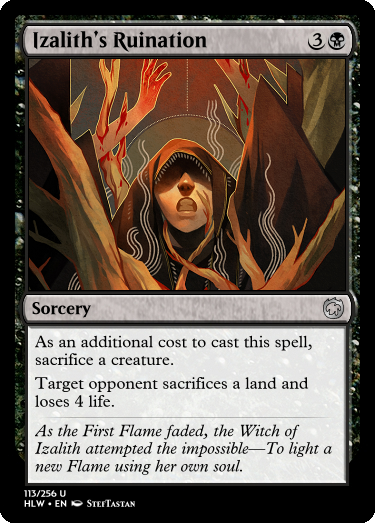 Izalith's Ruination 3
Sorcery
As an additional cost to cast this spell,
sacrifice a creature.
Target opponent sacrifices a land and
loses 4 life.
As the First Flame faded, the Witch of
Izalith attempted the impossible—To light a
new Flame using her own soul.
113/256 U
HLW • EN StefTastan